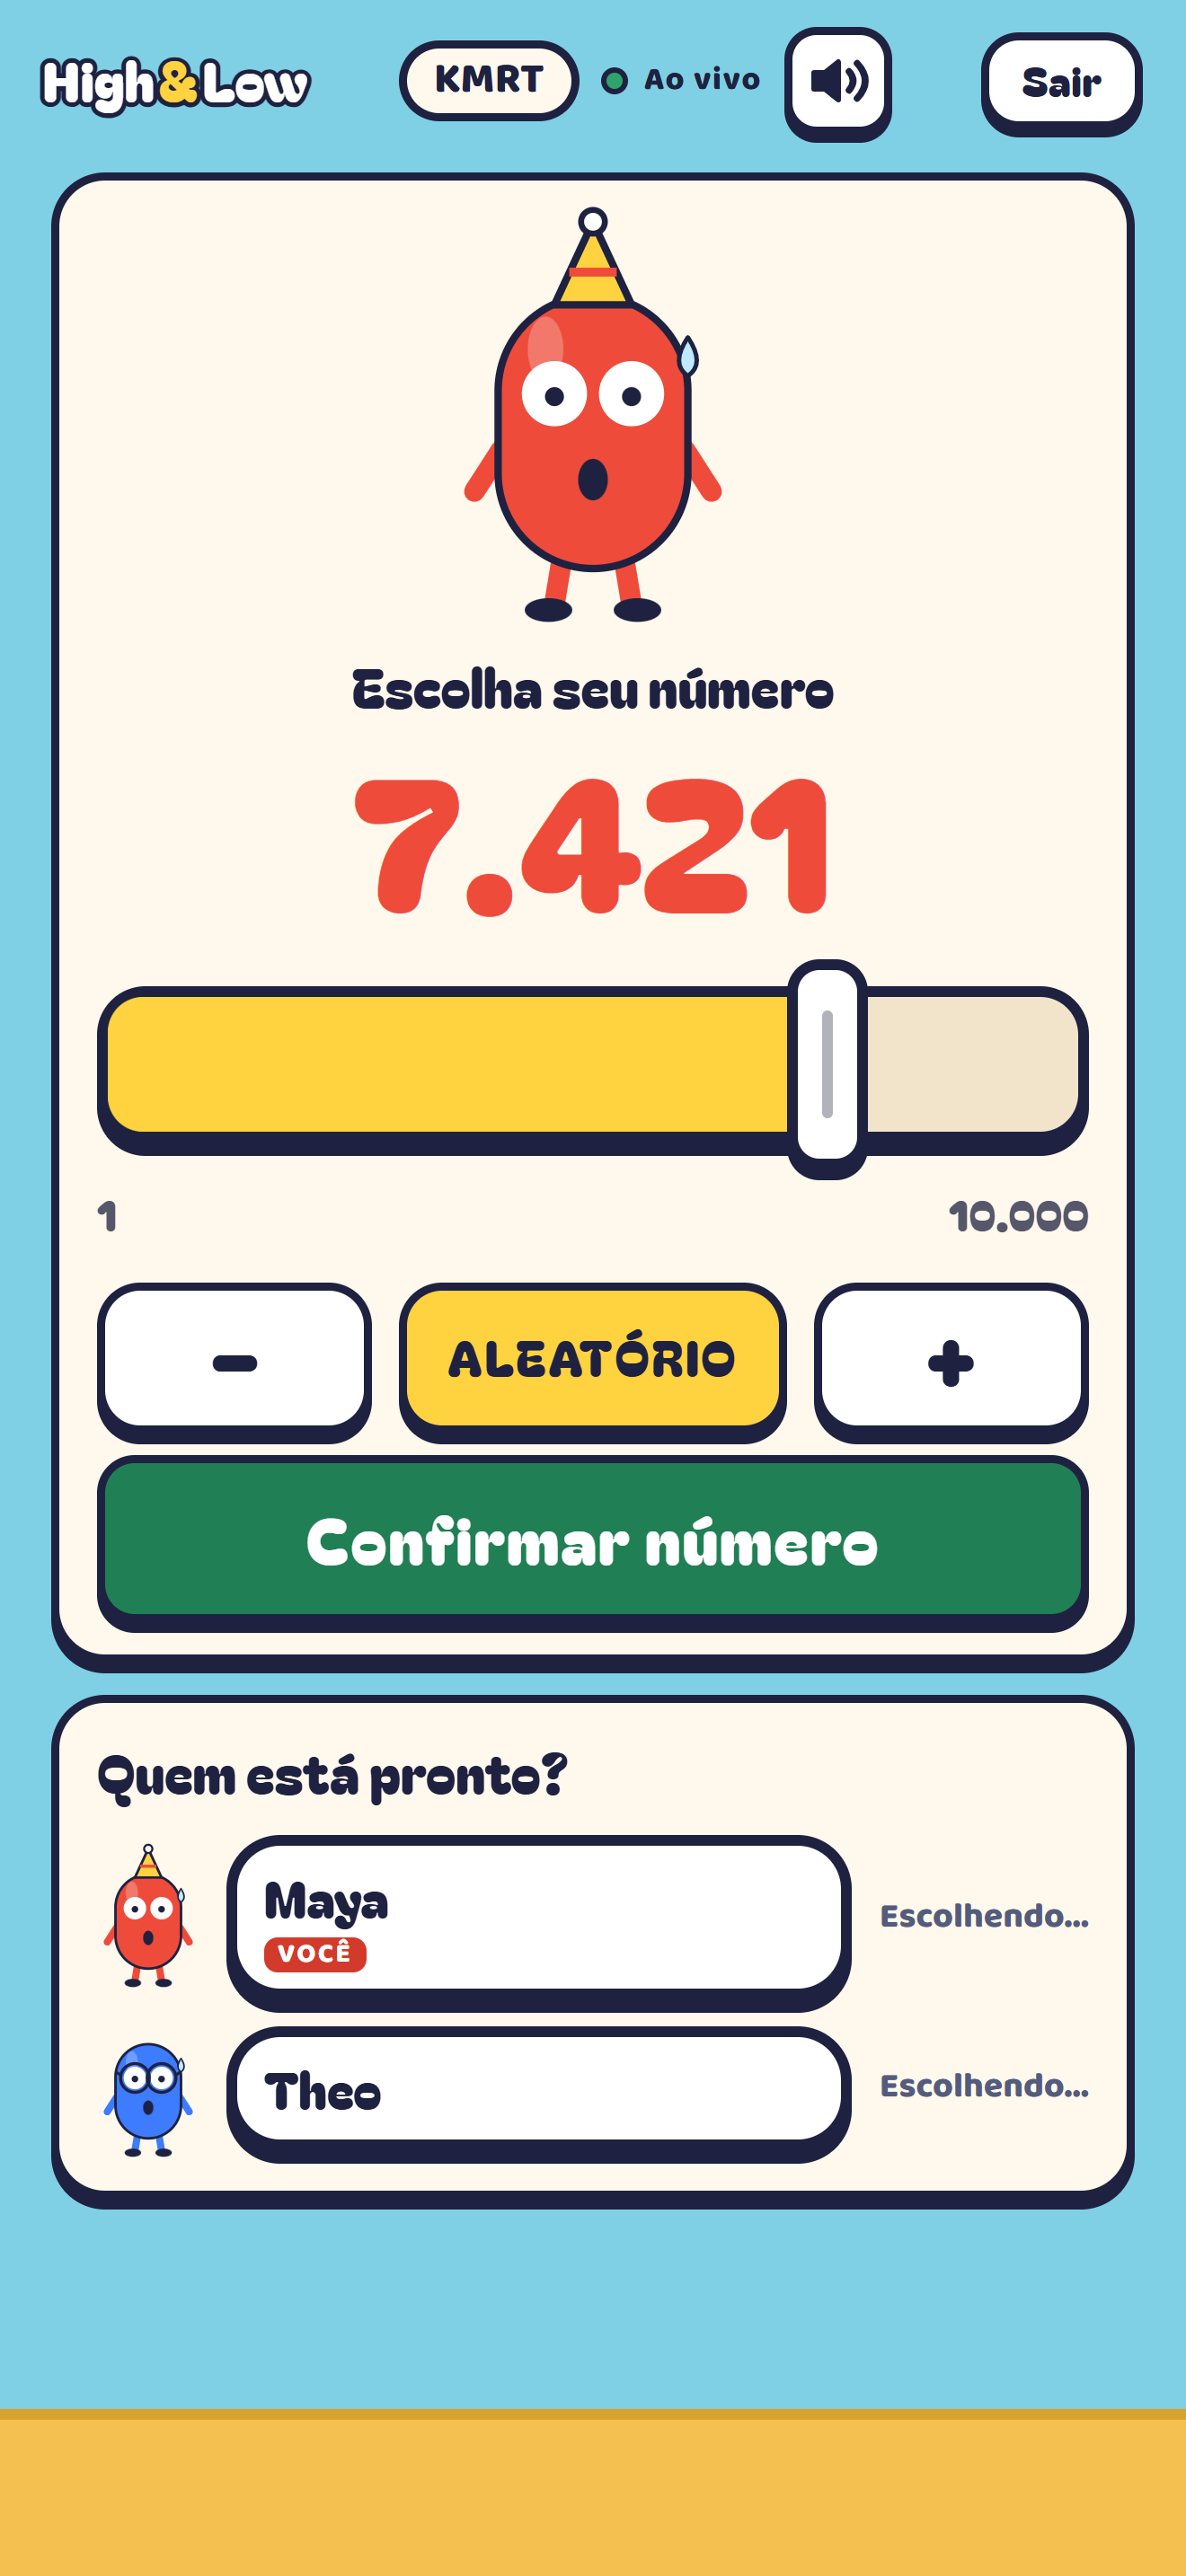 High & Low
KMRT
Ao vivo
Sair
Escolha seu número
7.421
1
10.000
−
ALEATÓRIO
+
Confirmar número
Quem está pronto?
Maya
VOCÊ
Escolhendo...
Theo
Escolhendo...